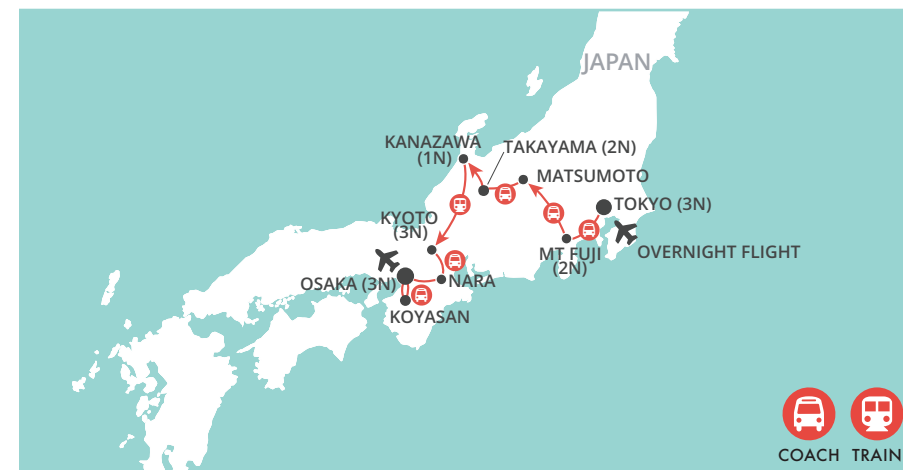 JAPAN
KANAZAWA
(1N)
TAKAYAMA (2N)
MATSUMOTO
TOKYO (3N)
KYOTO
(3N)
MT FUJI
(2N)
OVERNIGHT FLIGHT
OSAKA (3N)
NARA
KOYASAN
COACH TRAIN